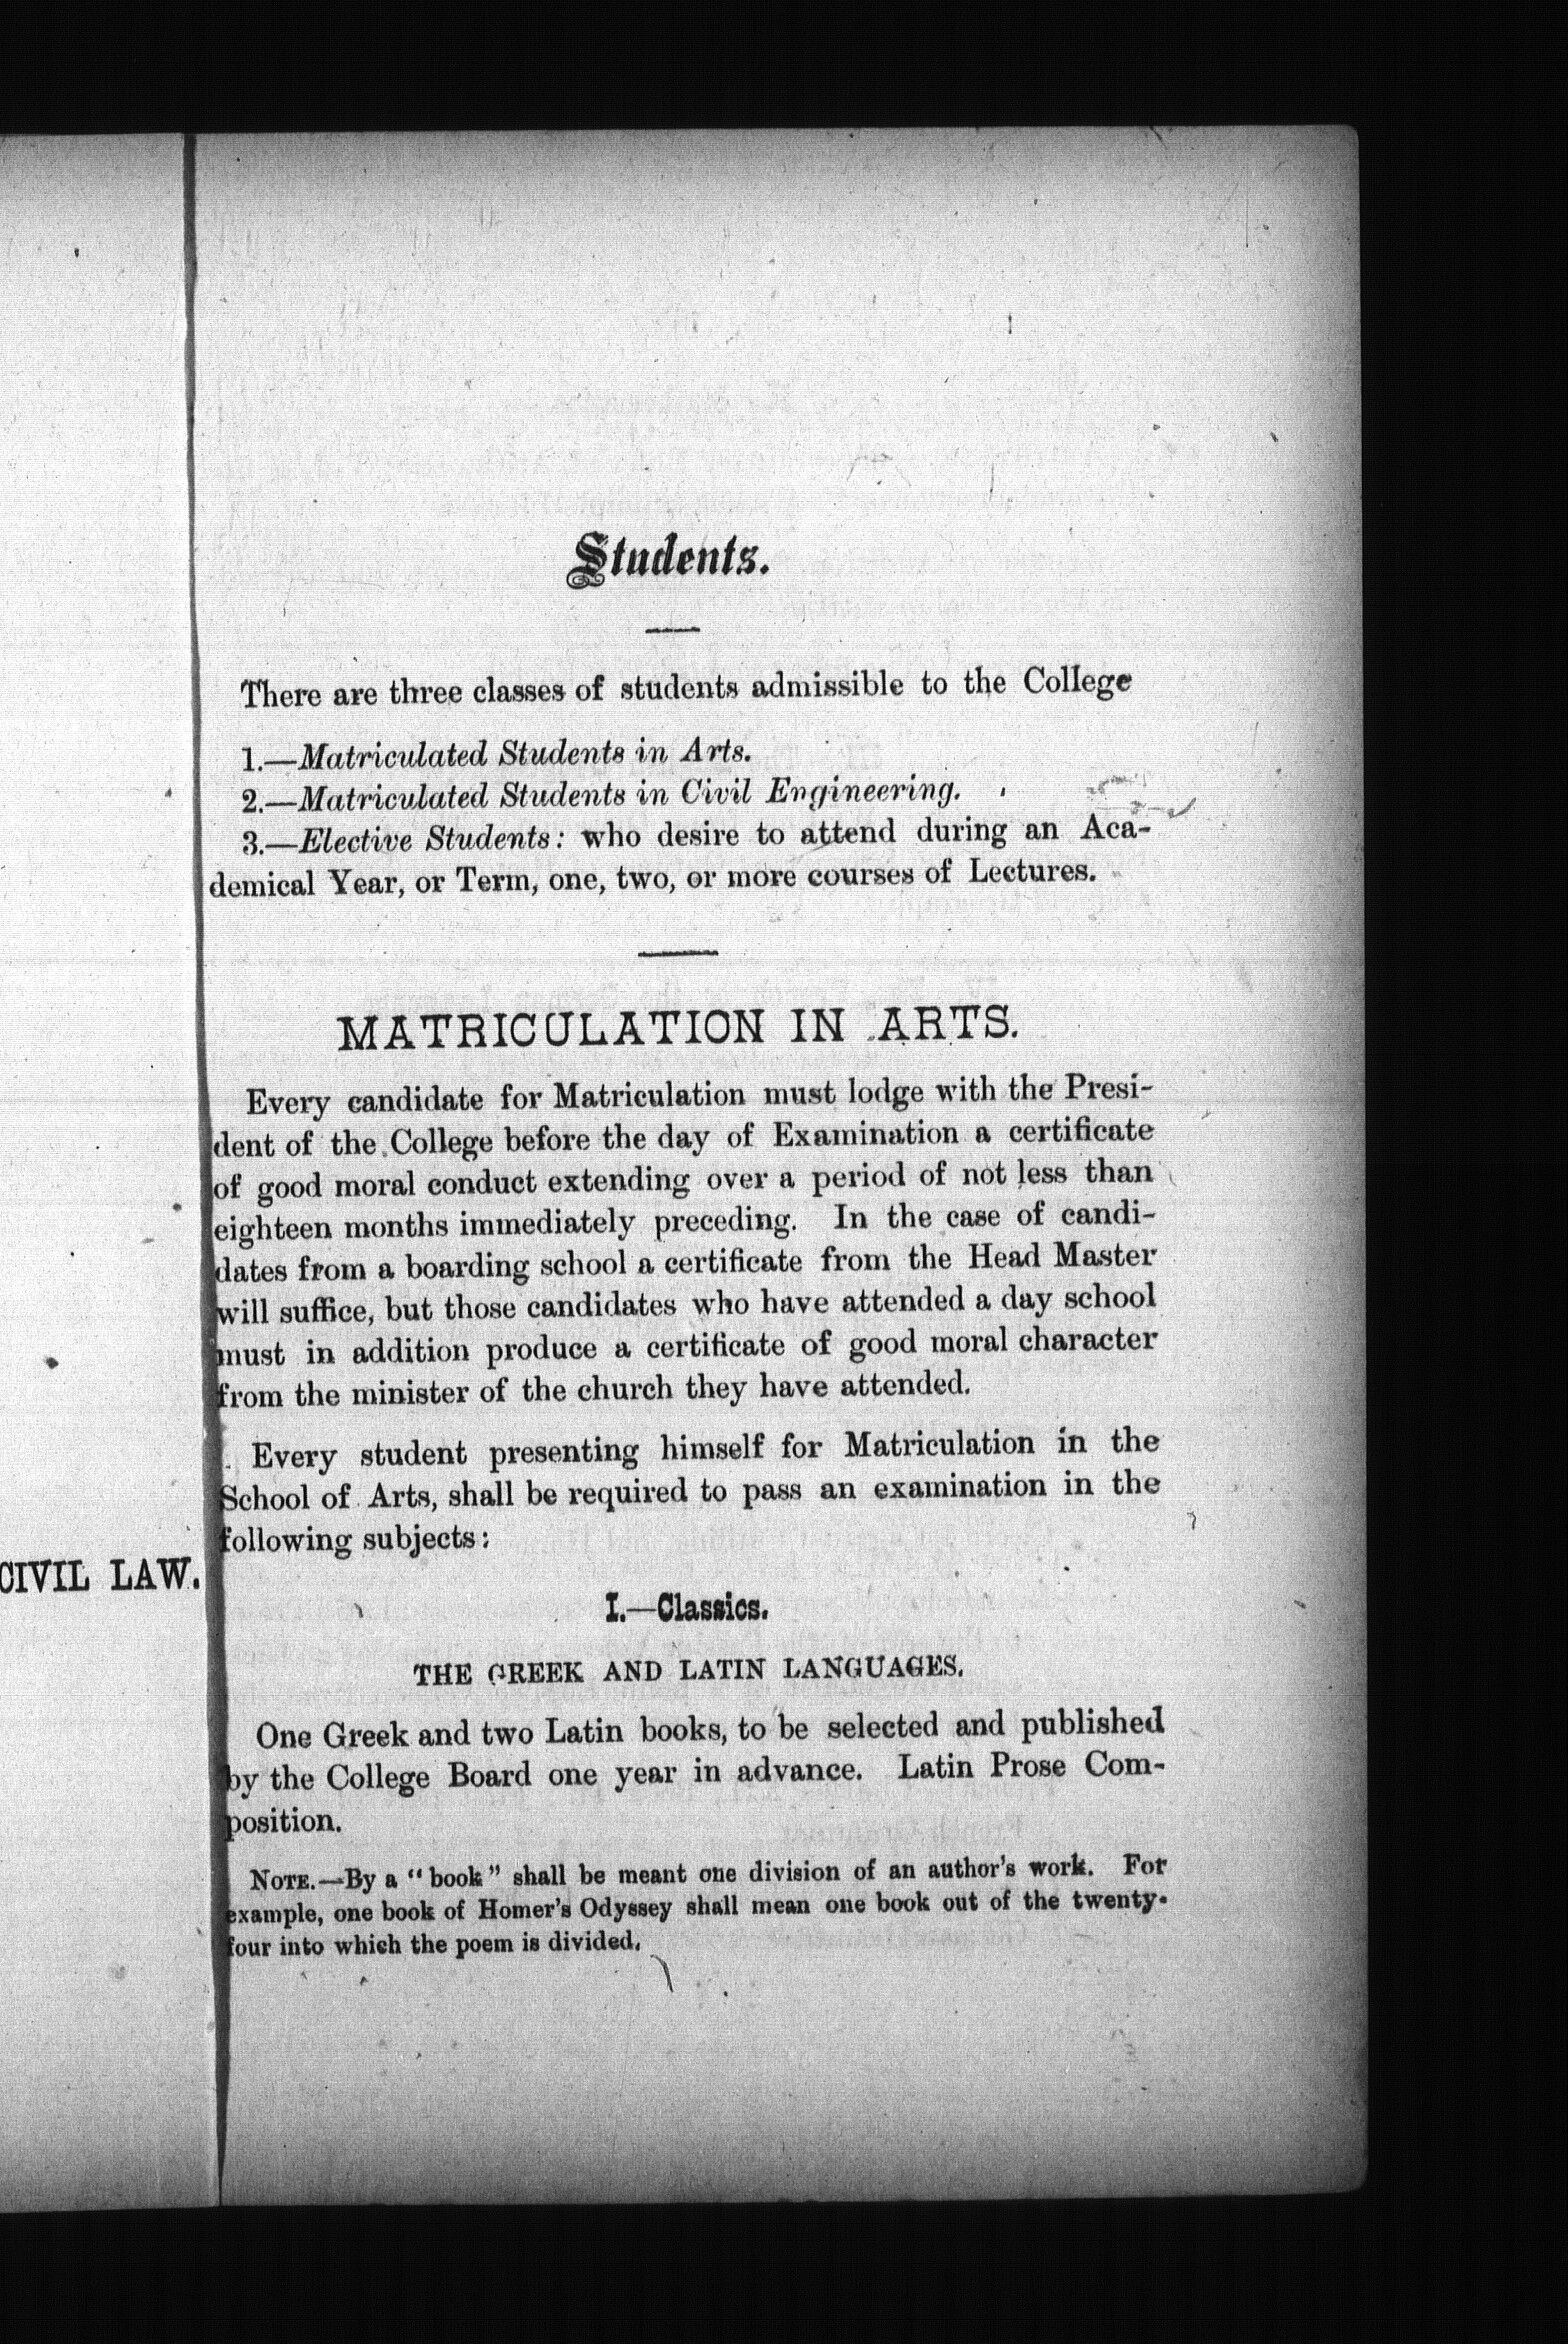 Students.
There are three classes of students admissible to the College
1.—Matriculated Students in Arts.
2.—Matriculated Students in Civil Engineering.
3.—Elective Students: who desire to attend during an Aca-
demical Year, or Term, one, two, or more courses of Lectures.
MATRICULATION IN ARTS.
Every candidate for Matriculation must lodge with the Presi-
dent of the College before the day of Examination a certificate
of good moral conduct extending over a period of not less than
eighteen months immediately preceding. In the case of candi-
dates from a boarding school a certificate from the Head Master
will suffice, but those candidates who have attended a day school
must in addition produce a certificate of good moral character
from the minister of the church they have attended.
Every student presenting himself for Matriculation in the
School of Arts, shall be required to pass an examination in the
following subjects:
CIVIL LAW.
I.—Classics.
THE GREEK AND LATIN LANGUAGES.
One Greek and two Latin books, to be selected and published
by the College Board one year in advance. Latin Prose Com-
position.
NOTE.—By a "book" shall be meant one division of an author's work. For
example, one book of Homer's Odyssey shall mean one book out of the twenty-
four into which the poem is divided.